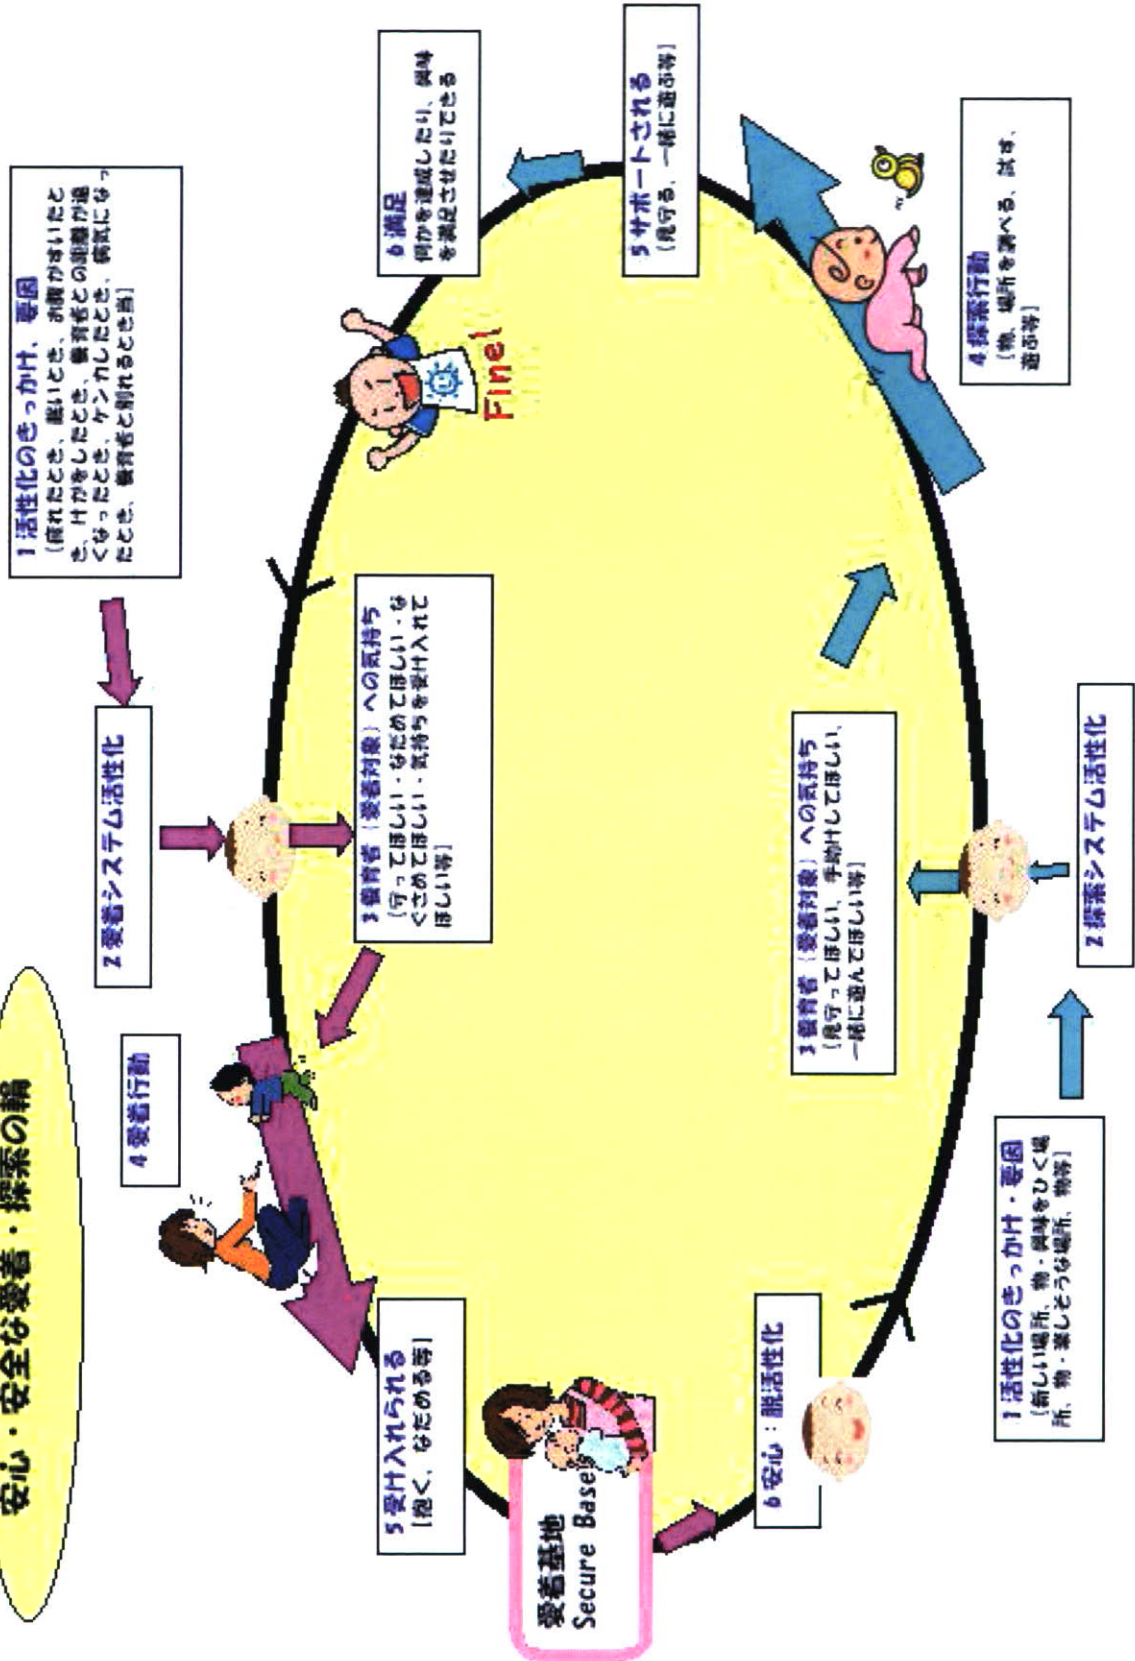 安心・安全な愛着・探索の輪
1 活性化のきっかけ、要因
［疲れたとき、眠いとき、お腹がすいたと
き、けがをしたとき、養育者との距離が遠
くなったとき、ケンカしたとき、病気になっ
たとき、養育者と別れるとき当］
2 愛着システム活性化
3 養育者（愛着対象）への気持ち
［守ってほしい・なだめてほしい・な
ぐさめてほしい・気持ちを受け入れて
ほしい等］
4 愛着行動
5 受け入れられる
［抱く、なだめる等］
愛着基地
Secure Base
6 安心：脱活性化
1 活性化のきっかけ・要因
［新しい場所、物・興味をひく場
所、物・楽しそうな場所、物等］
2 探索システム活性化
3 養育者（愛着対象）への気持ち
［見守ってほしい、手助けしてほしい、
一緒に遊んでほしい等］
4 探索行動
［物、場所を調べる、試す、
遊ぶ等］
5 サポートされる
［見守る、一緒に遊ぶ等］
6 満足
何かを達成したり、興味
を満足させたりできる
Fine!